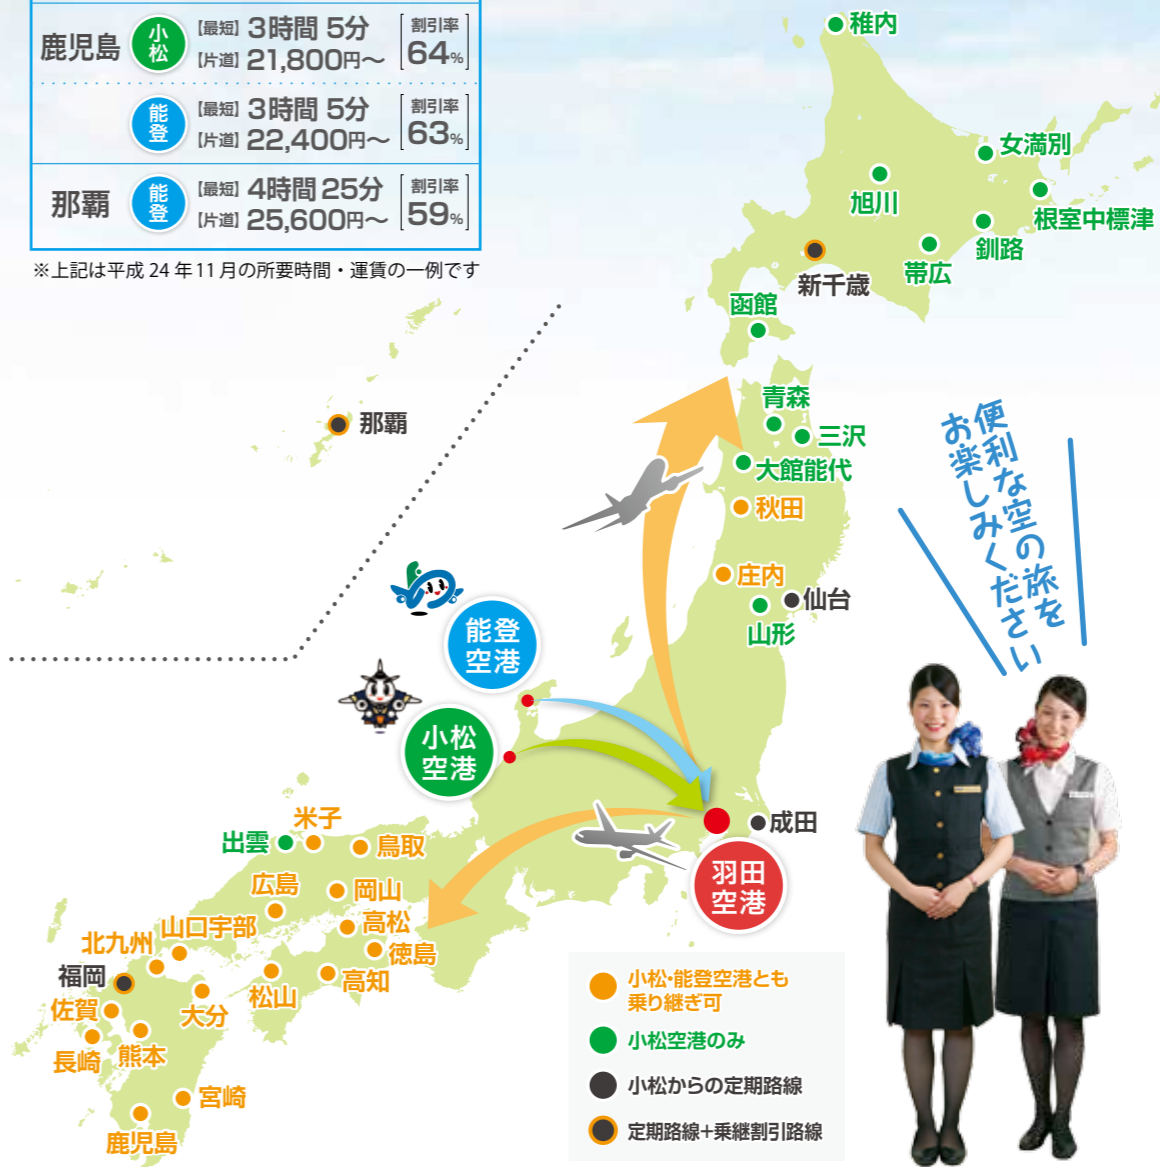 鹿児島
小松
【最短】3時間 5分
【片道】21,800円～
割引率
64%
能登
【最短】3時間 5分
【片道】22,400円～
割引率
63%
那覇
能登
【最短】4時間 25分
【片道】25,600円～
割引率
59%
※上記は平成 24 年 11 月の所要時間・運賃の一例です
稚内
女満別
旭川
根室中標津
釧路
帯広
新千歳
函館
那覇
青森
三沢
大館能代
秋田
庄内
仙台
山形
便利な空の旅を
お楽しみください
能登
空港
小松
空港
成田
羽田
空港
米子
出雲
鳥取
広島
岡山
高松
山口宇部
徳島
北九州
高知
福岡
松山
佐賀
大分
長崎
熊本
宮崎
鹿児島
小松・能登空港とも
乗り継ぎ可
小松空港のみ
小松からの定期路線
定期路線+乗継割引路線